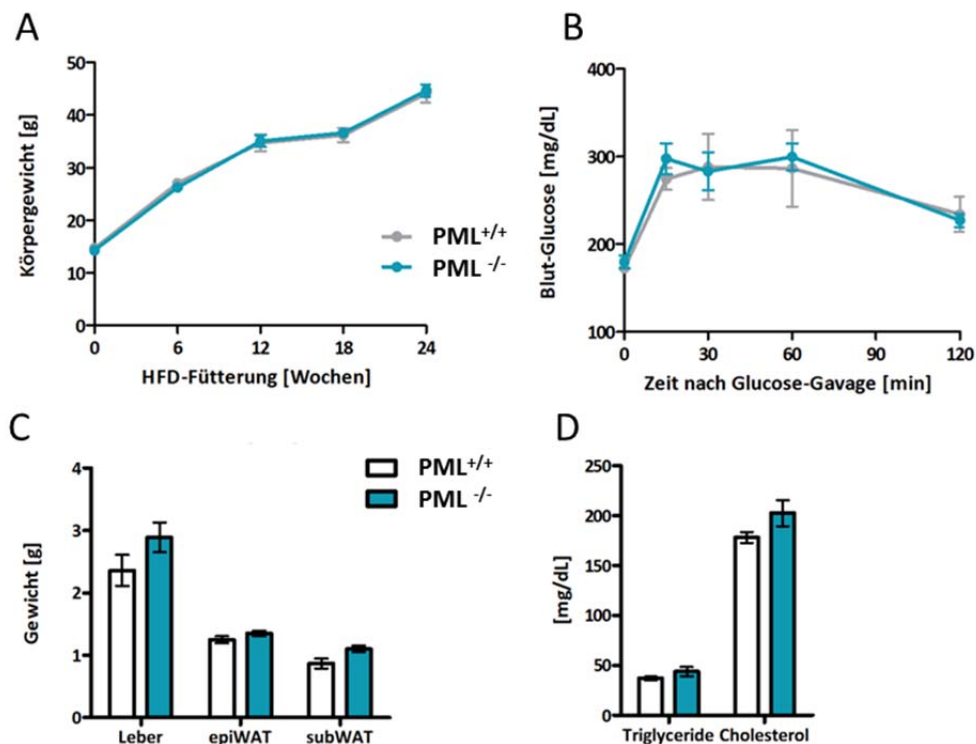 A
Körpergewicht [g]
50
40
30
20
10
0
0 6 12 18 24
HFD-Fütterung [Wochen]
PML+/+
PML -/-
B
Blut-Glucose [mg/dL]
400
300
200
100
0 30 60 90 120
Zeit nach Glucose-Gavage [min]
C
Gewicht [g]
4
3
2
1
0
Leber epiWAT subWAT
PML+/+
PML -/-
D
[mg/dL]
250
200
150
100
50
0
Triglyceride Cholesterol